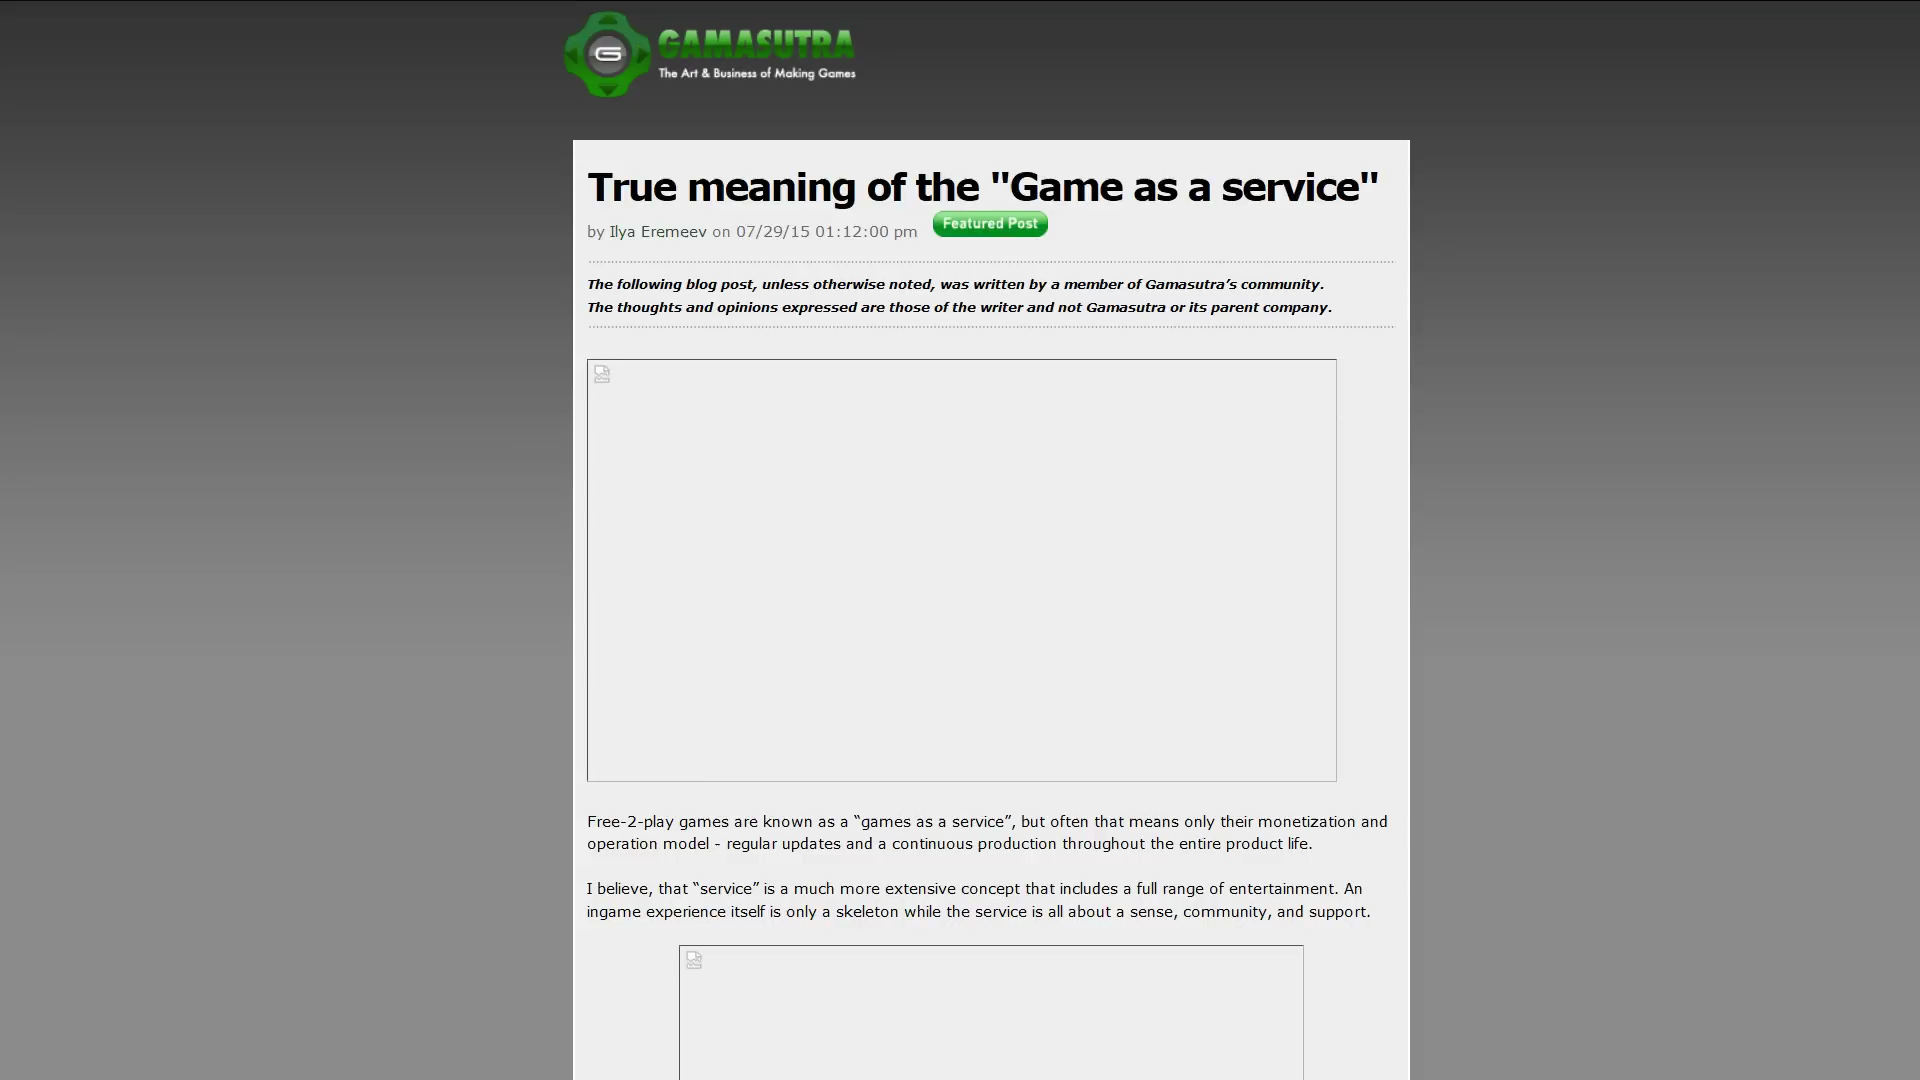 G
GAMASUTRA
The Art & Business of Making Games
True meaning of the "Game as a service"
by Ilya Eremeev on 07/29/15 01:12:00 pm Featured Post
The following blog post, unless otherwise noted, was written by a member of Gamasutra’s community.
The thoughts and opinions expressed are those of the writer and not Gamasutra or its parent company.
Free-2-play games are known as a “games as a service”, but often that means only their monetization and
operation model - regular updates and a continuous production throughout the entire product life.
I believe, that “service” is a much more extensive concept that includes a full range of entertainment. An
ingame experience itself is only a skeleton while the service is all about a sense, community, and support.